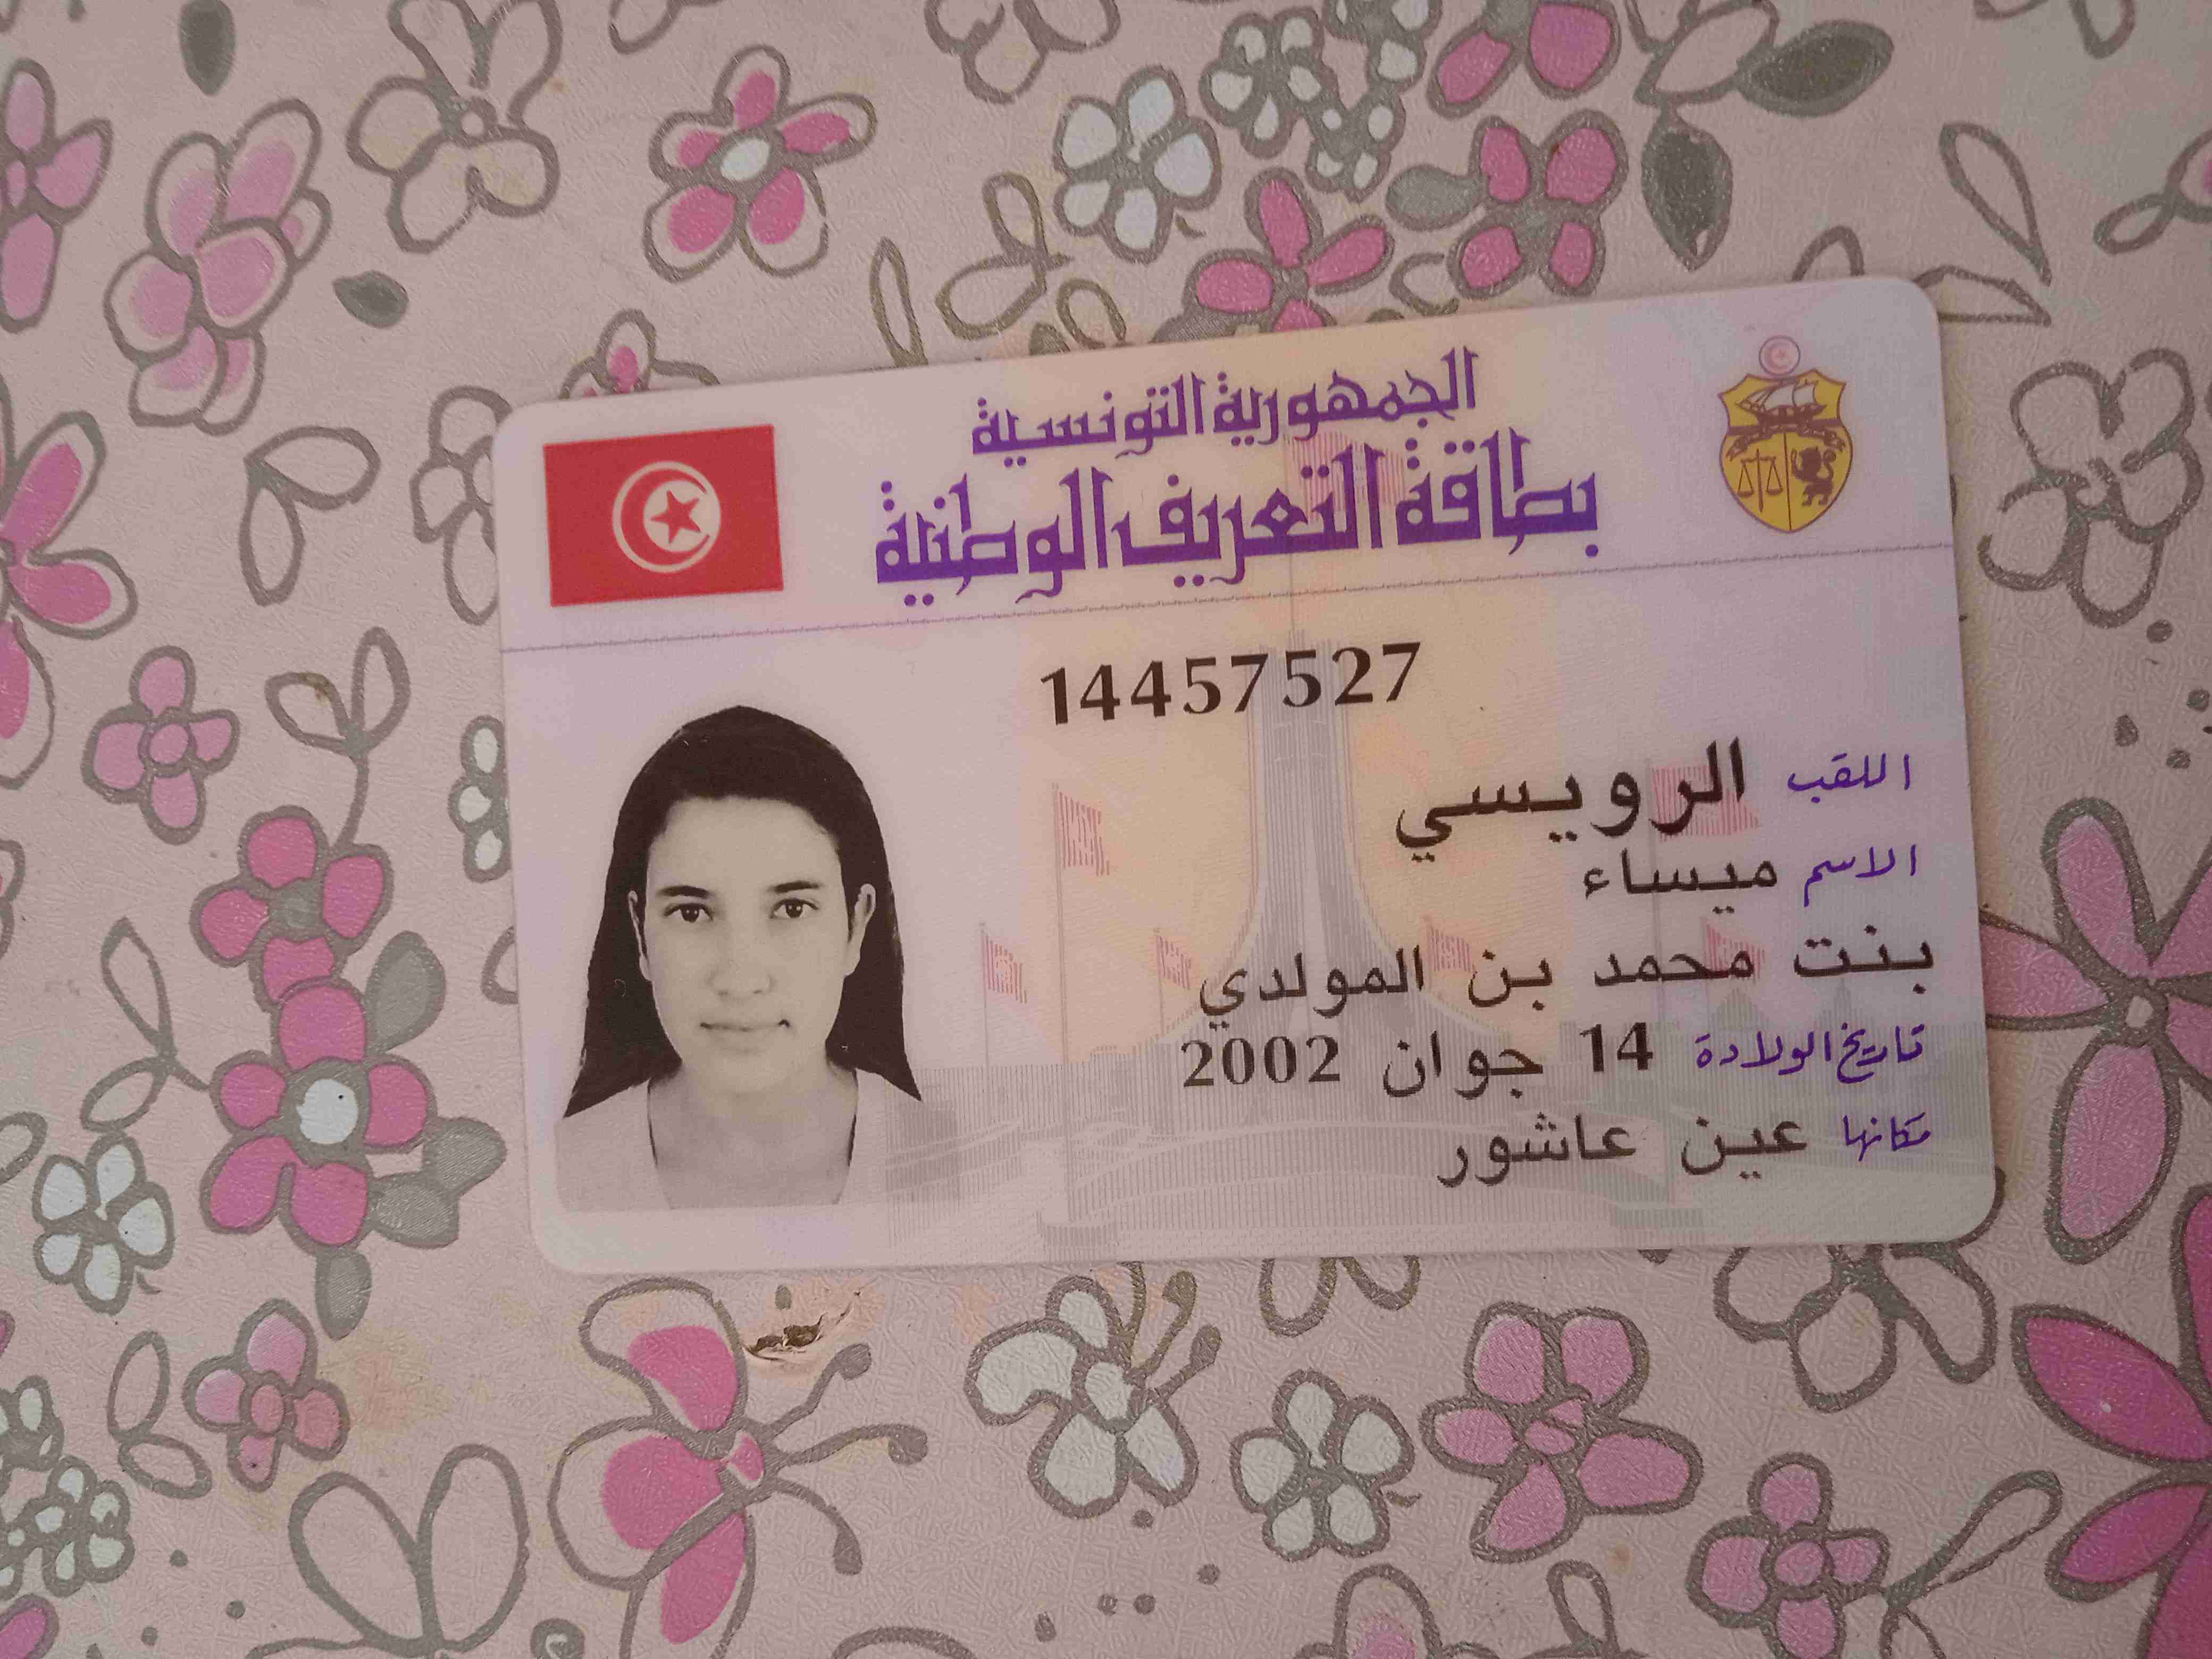 الجمهورية التونسية
بطاقة التعريف الوطنية
14457527
اللقب الرويسي
الاسم ميساء
بنت محمد بن المولدي
تاريخ الولادة 14 جوان 2002
مكانها عين عاشور